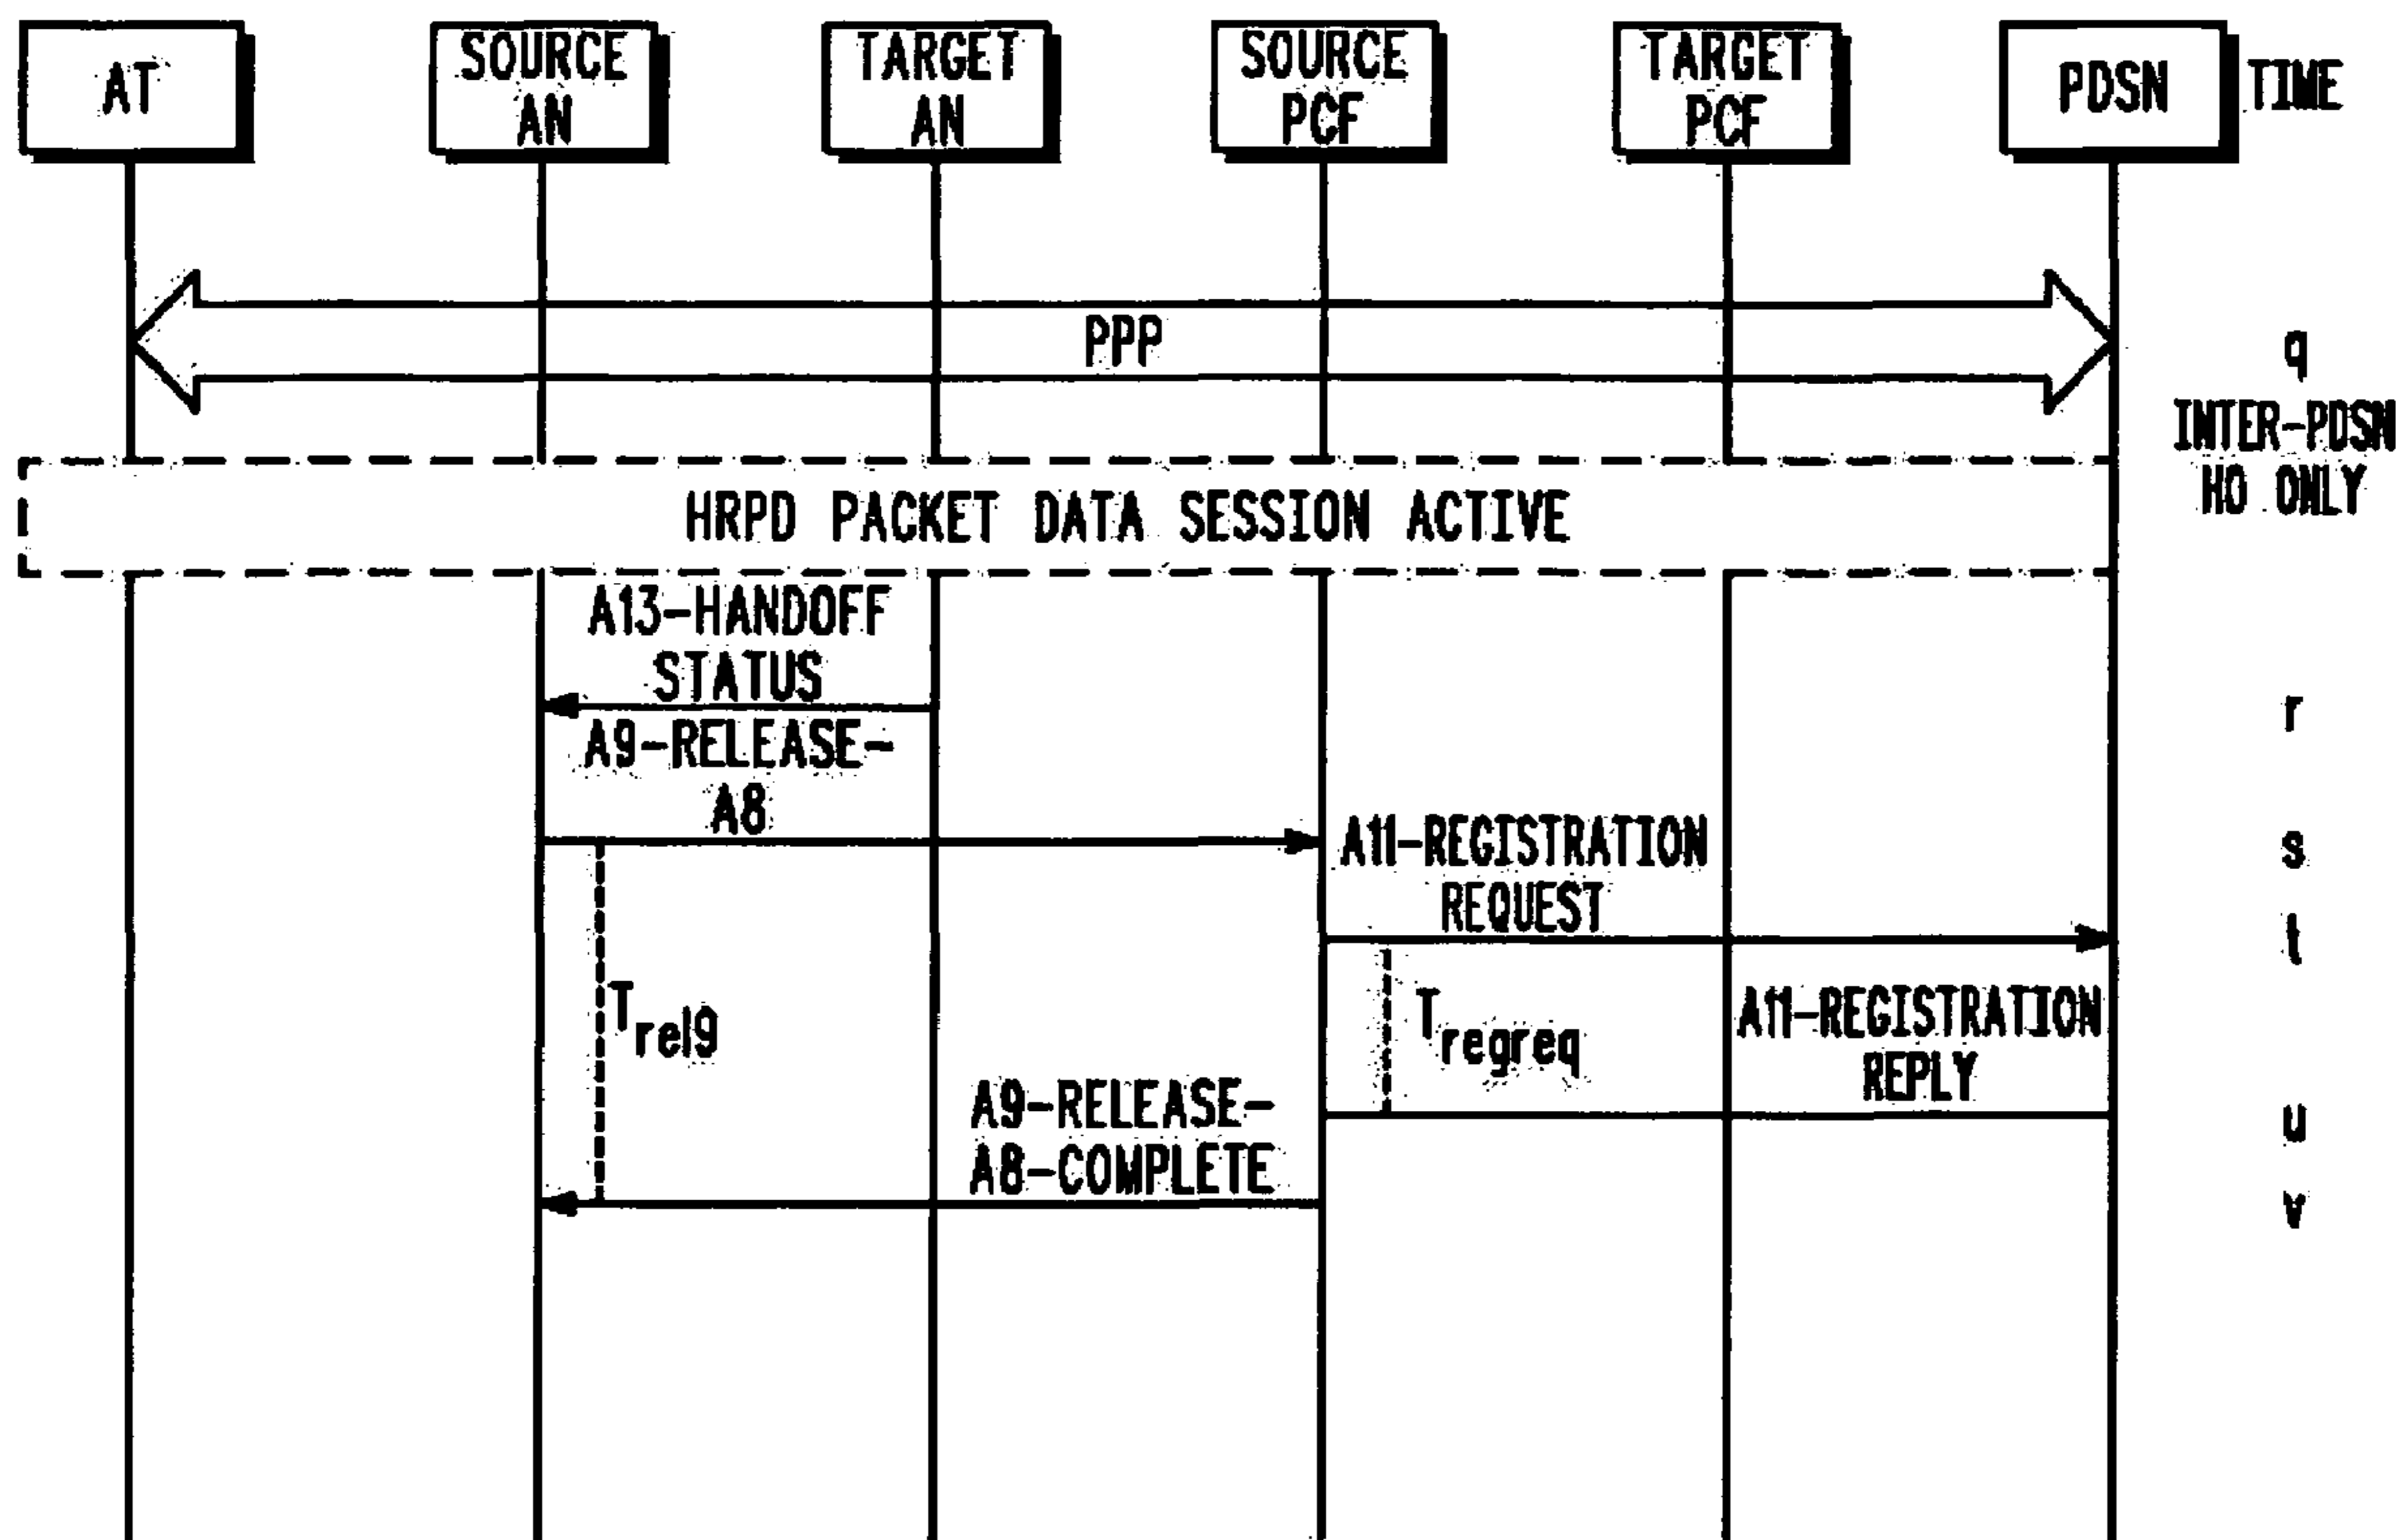 AT
SOURCE
AN
TARGET
AN
SOURCE
PCF
TARGET
PCF
PDSN
TIME
PPP
q
INTER-PDSN
HO ONLY
HRPD PACKET DATA SESSION ACTIVE
A13-HANDOFF
STATUS
r
A9-RELEASE-
A8
s
A11-REGISTRATION
REQUEST
t
Trel9
Tregreq
A11-REGISTRATION
REPLY
u
A9-RELEASE-
A8-COMPLETE
v